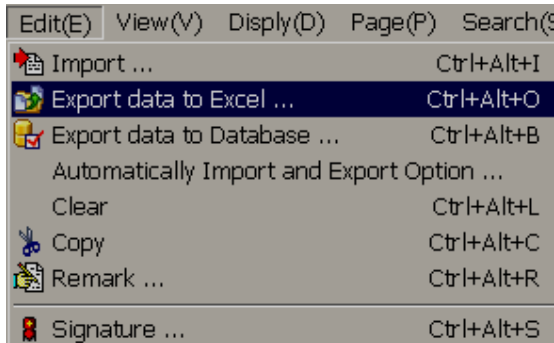 Edit(E) View(V) Disply(D) Page(P) Search(S
Import ... Ctrl+Alt+I
Export data to Excel ... Ctrl+Alt+O
Export data to Database ... Ctrl+Alt+B
Automatically Import and Export Option ...
Clear Ctrl+Alt+L
Copy Ctrl+Alt+C
Remark ... Ctrl+Alt+R
Signature ... Ctrl+Alt+S